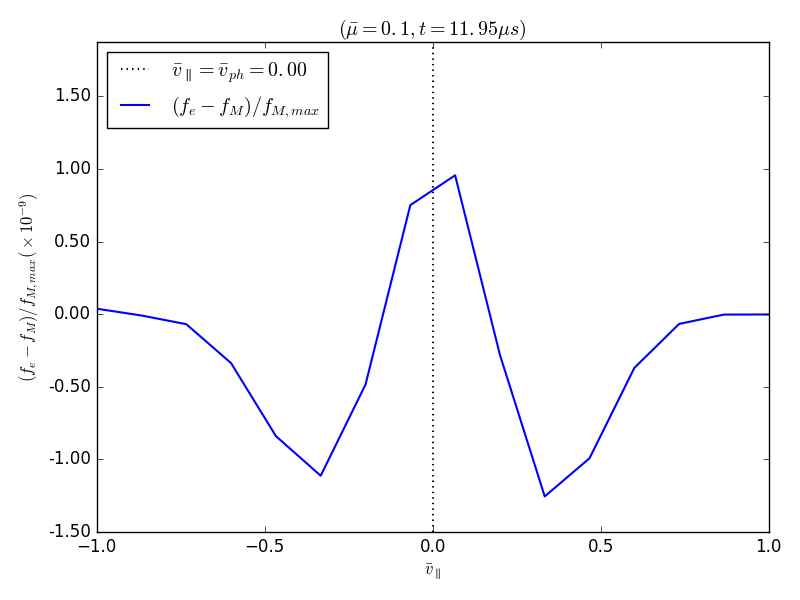 (μ̄ = 0.1, t = 11.95μs)
v̄∥ = v̄ph = 0.00
(fe − fM)/fM,max
1.50
1.00
0.50
0.00
-0.50
-1.00
-1.50
(fe − fM)/fM,max(×10−9)
−1.0 −0.5 0.0 0.5 1.0
v̄∥